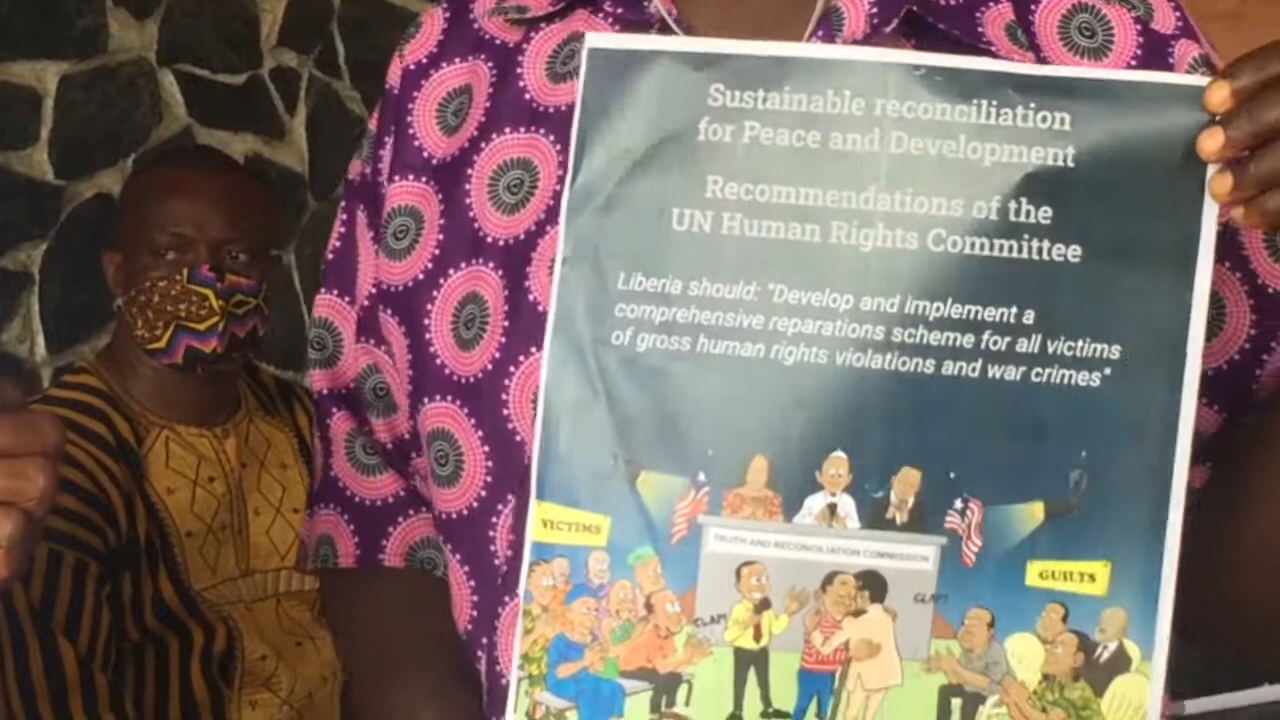 Sustainable reconciliation
for Peace and Development
Recommendations of the
UN Human Rights Committee
Liberia should: "Develop and implement a
comprehensive reparations scheme for all victims
of gross human rights violations and war crimes"
VICTIMS
TRUTH AND RECONCILIATION COMMISSION
GUILTS
CLAP!
CLAP!